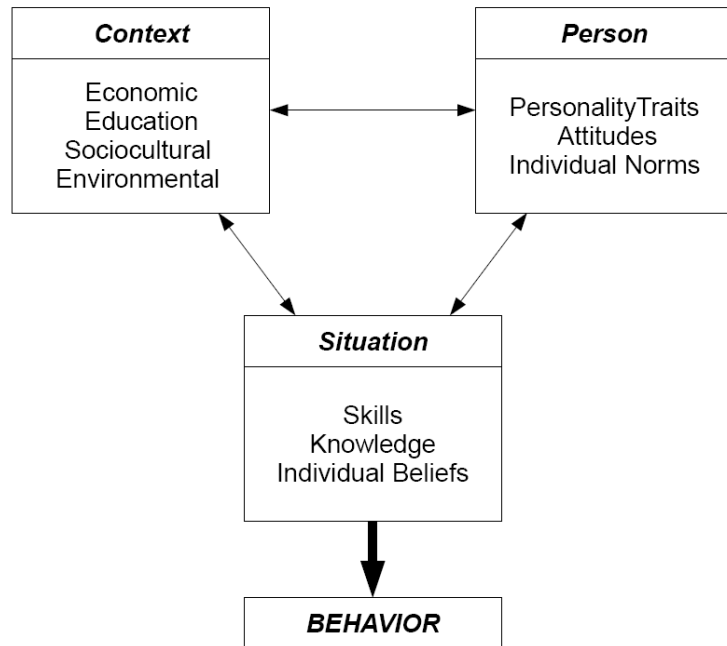 Context
Economic
Education
Sociocultural
Environmental
Person
PersonalityTraits
Attitudes
Individual Norms
Situation
Skills
Knowledge
Individual Beliefs
BEHAVIOR